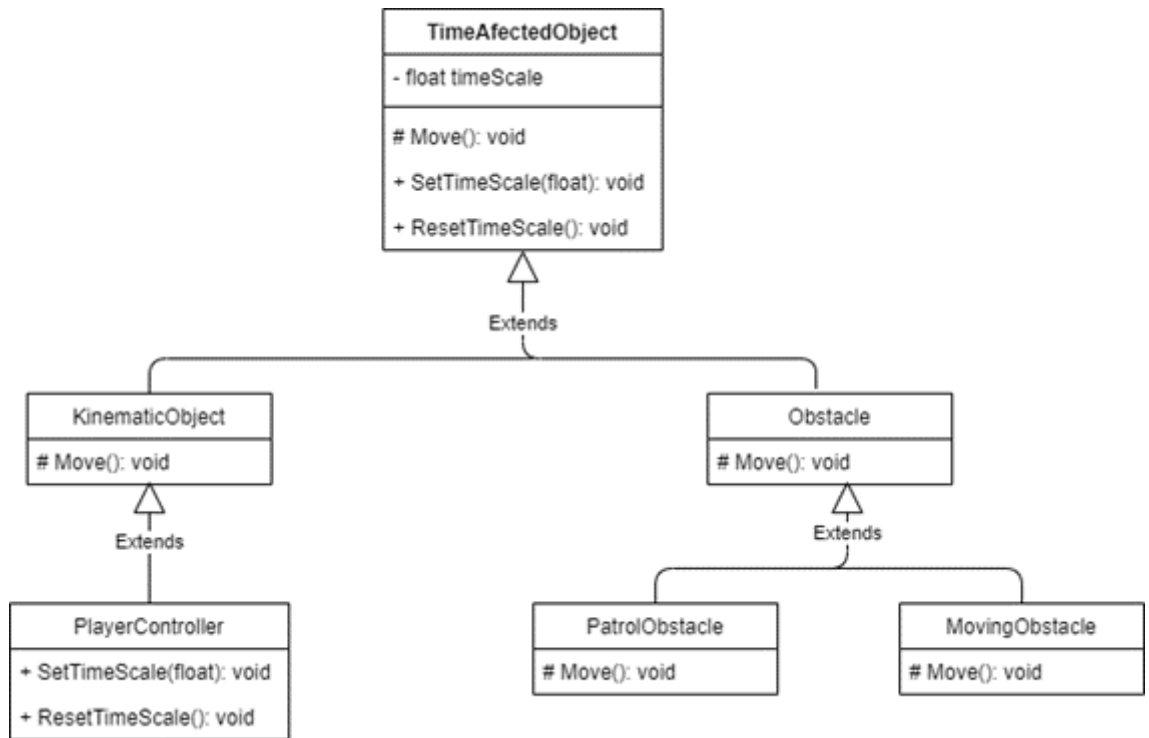 TimeAfectedObject
- float timeScale
# Move(): void
+ SetTimeScale(float): void
+ ResetTimeScale(): void
Extends
KinematicObject
# Move(): void
Extends
PlayerController
+ SetTimeScale(float): void
+ ResetTimeScale(): void
Obstacle
# Move(): void
Extends
PatrolObstacle
# Move(): void
MovingObstacle
# Move(): void